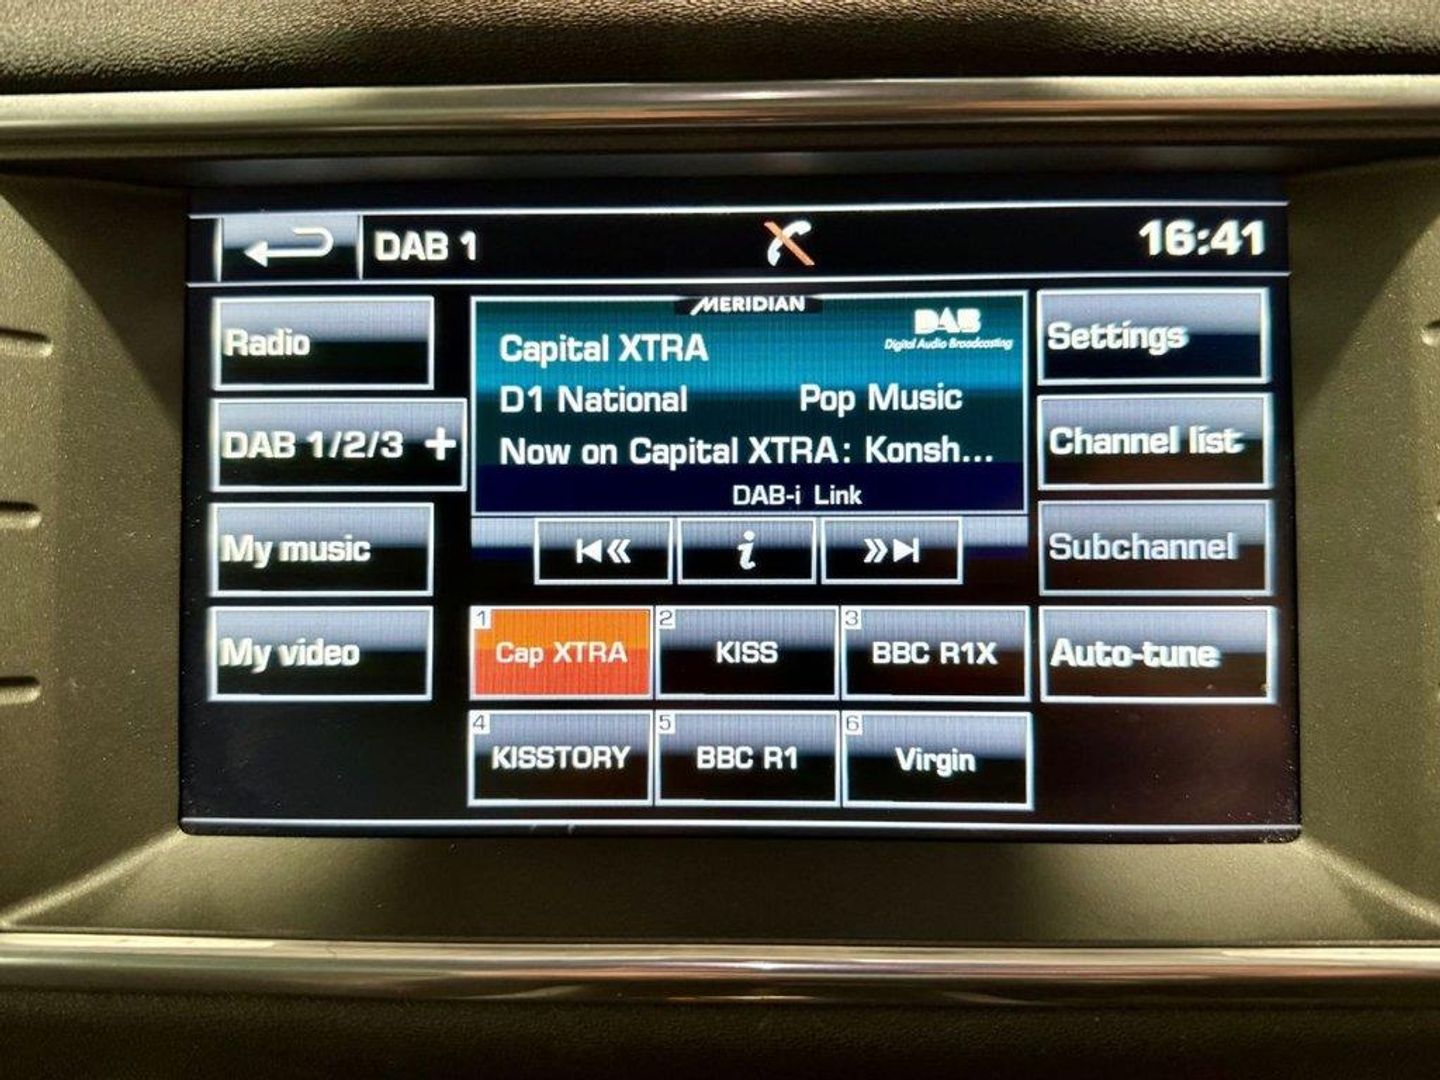 DAB 1
16:41
Radio
DAB 1/2/3 +
My music
My video
MERIDIAN
DAB
Digital Audio Broadcasting
Capital XTRA
D1 National
Pop Music
Now on Capital XTRA: Konsh...
DAB-i Link
i
1
Cap XTRA
2
KISS
3
BBC R1X
4
KISSTORY
5
BBC R1
6
Virgin
Settings
Channel list
Subchannel
Auto-tune